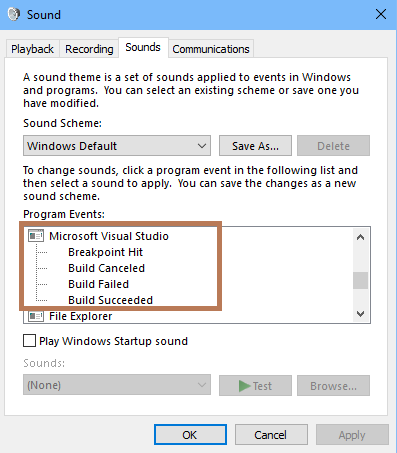 Sound
Playback Recording Sounds Communications
A sound theme is a set of sounds applied to events in Windows
and programs. You can select an existing scheme or save one you
have modified.
Sound Scheme:
Windows Default Save As... Delete
To change sounds, click a program event in the following list and
then select a sound to apply. You can save the changes as a new
sound scheme.
Program Events:
Microsoft Visual Studio
Breakpoint Hit
Build Canceled
Build Failed
Build Succeeded
File Explorer
Play Windows Startup sound
Sounds:
(None) Test Browse...
OK Cancel Apply